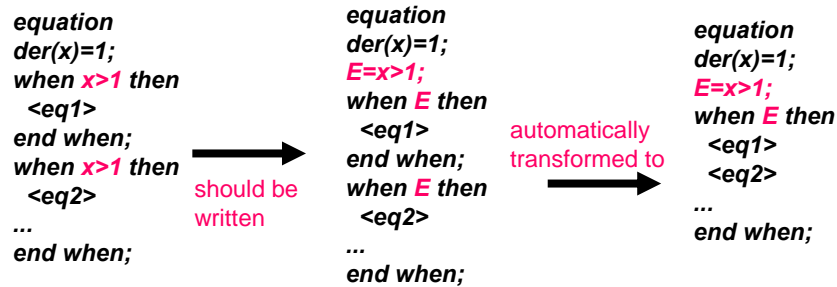 equation
der(x)=1;
when x>1 then
<eq1>
end when;
when x>1 then
<eq2>
...
end when;
should be
written
equation
der(x)=1;
E=x>1;
when E then
<eq1>
end when;
when E then
<eq2>
...
end when;
automatically
transformed to
equation
der(x)=1;
E=x>1;
when E then
<eq1>
<eq2>
...
end when;